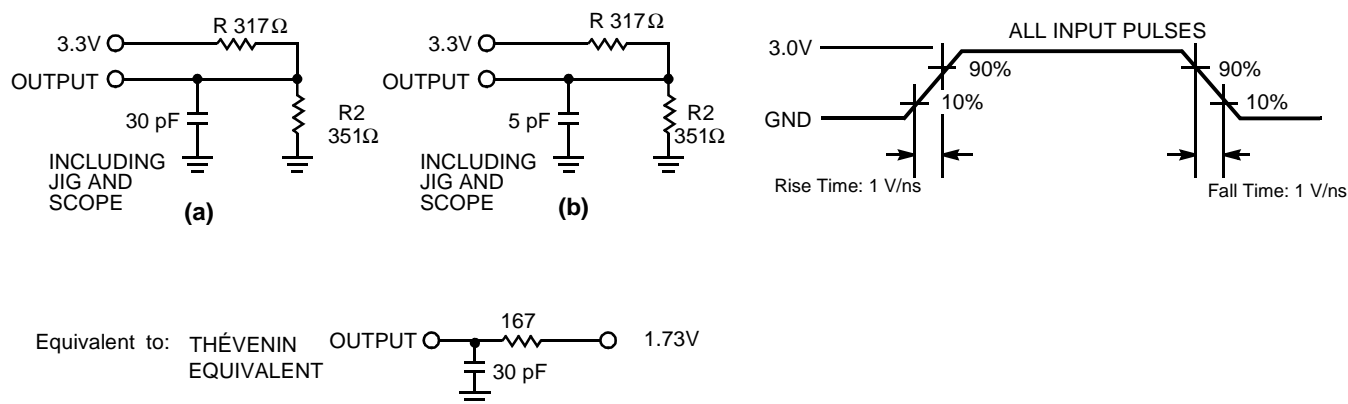 R 317Ω
3.3V
OUTPUT
30 pF
R2
351Ω
INCLUDING
JIG AND
SCOPE
(a)
R 317Ω
3.3V
OUTPUT
5 pF
R2
351Ω
INCLUDING
JIG AND
SCOPE
(b)
ALL INPUT PULSES
3.0V
90%
10%
GND
90%
10%
Rise Time: 1 V/ns
Fall Time: 1 V/ns
Equivalent to: THÉVENIN
EQUIVALENT
OUTPUT
167
1.73V
30 pF